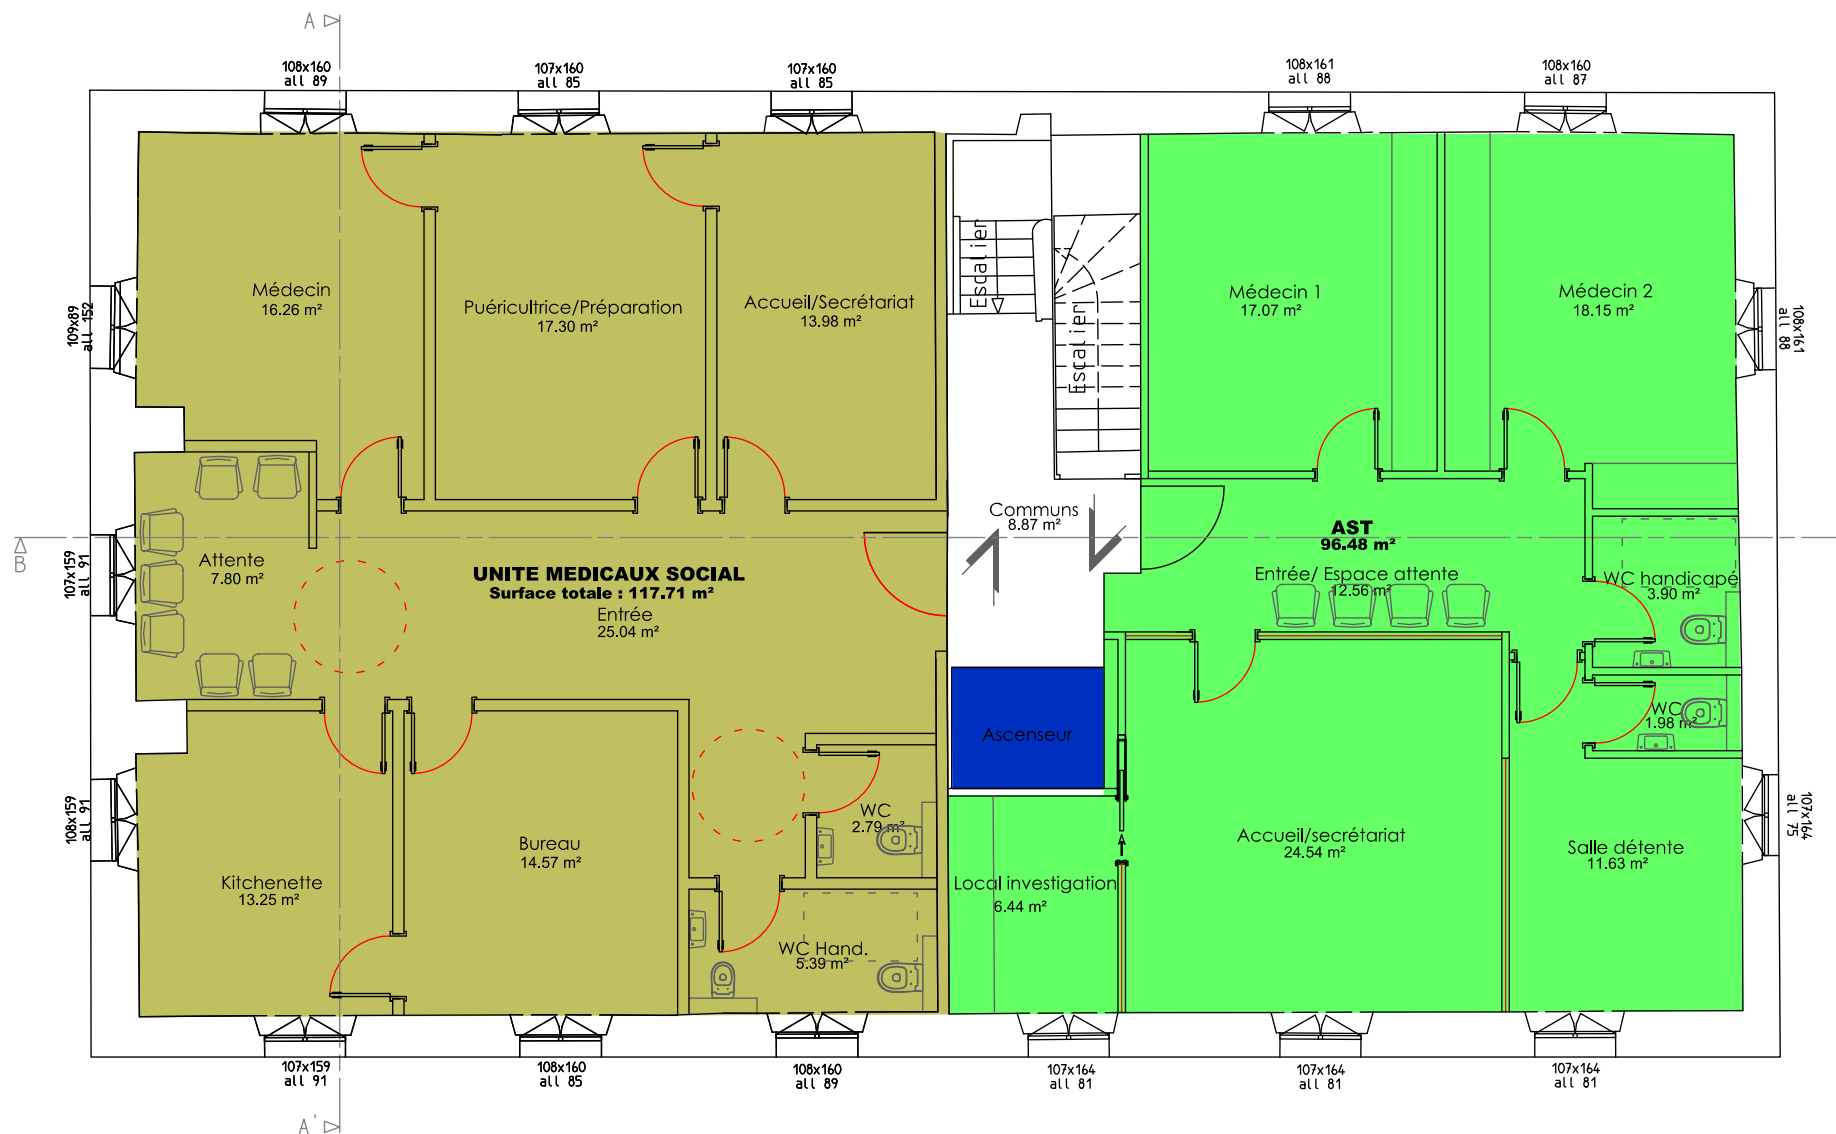 A
108x160
all 89
107x160
all 85
107x160
all 85
108x161
all 88
108x160
all 87
Médecin
16.26 m²
Puéricultrice/Préparation
17.30 m²
Accueil/Secrétariat
13.98 m²
Escalier
Escalier
Médecin 1
17.07 m²
Médecin 2
18.15 m²
109x89
all 152
108x161
all 88
Communs
8.87 m²
AST
96.48 m²
B
107x159
all 91
Attente
7.80 m²
UNITE MEDICAUX SOCIAL
Surface totale : 117.71 m²
Entrée
25.04 m²
Entrée/ Espace attente
12.56 m²
WC handicapé
3.90 m²
WC
1.98 m²
Ascenseur
108x159
all 91
107x164
all 75
WC
2.79 m²
Bureau
14.57 m²
Accueil/secrétariat
24.54 m²
Salle détente
11.63 m²
Kitchenette
13.25 m²
Local investigation
6.44 m²
WC Hand.
5.39 m²
107x159
all 91
108x160
all 85
108x160
all 89
107x164
all 81
107x164
all 81
107x164
all 81
A'